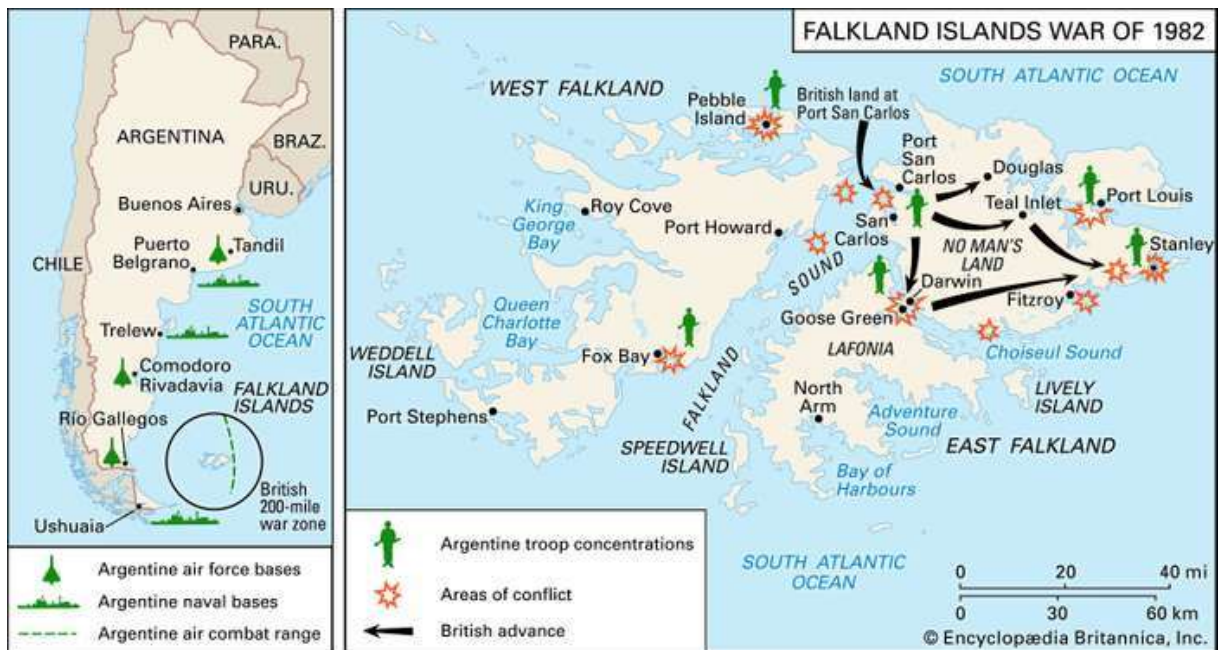 PARA.
ARGENTINA
BRAZ.
URU.
Buenos Aires
Puerto
Belgrano
Tandil
CHILE
SOUTH
ATLANTIC
OCEAN
Trelew
Comodoro
Rivadavia
FALKLAND
ISLANDS
Río Gallegos
British
200-mile
war zone
Ushuaia
Argentine air force bases
Argentine naval bases
Argentine air combat range
FALKLAND ISLANDS WAR OF 1982
SOUTH ATLANTIC OCEAN
WEST FALKLAND
Pebble
Island
British land at
Port San Carlos
Port
San
Carlos
Douglas
Teal Inlet
Port Louis
King
George
Bay
Roy Cove
Port Howard
San
Carlos
NO MAN'S
LAND
Stanley
SOUND
Darwin
Goose Green
Fitzroy
Queen
Charlotte
Bay
Fox Bay
LAFONIA
Choiseul Sound
WEDDELL
ISLAND
FALKLAND
North
Arm
LIVELY
ISLAND
Port Stephens
Adventure
Sound
SPEEDWELL
ISLAND
EAST FALKLAND
Bay of
Harbours
Argentine troop concentrations
Areas of conflict
British advance
SOUTH ATLANTIC
OCEAN
0 20 40 mi
0 30 60 km
© Encyclopædia Britannica, Inc.